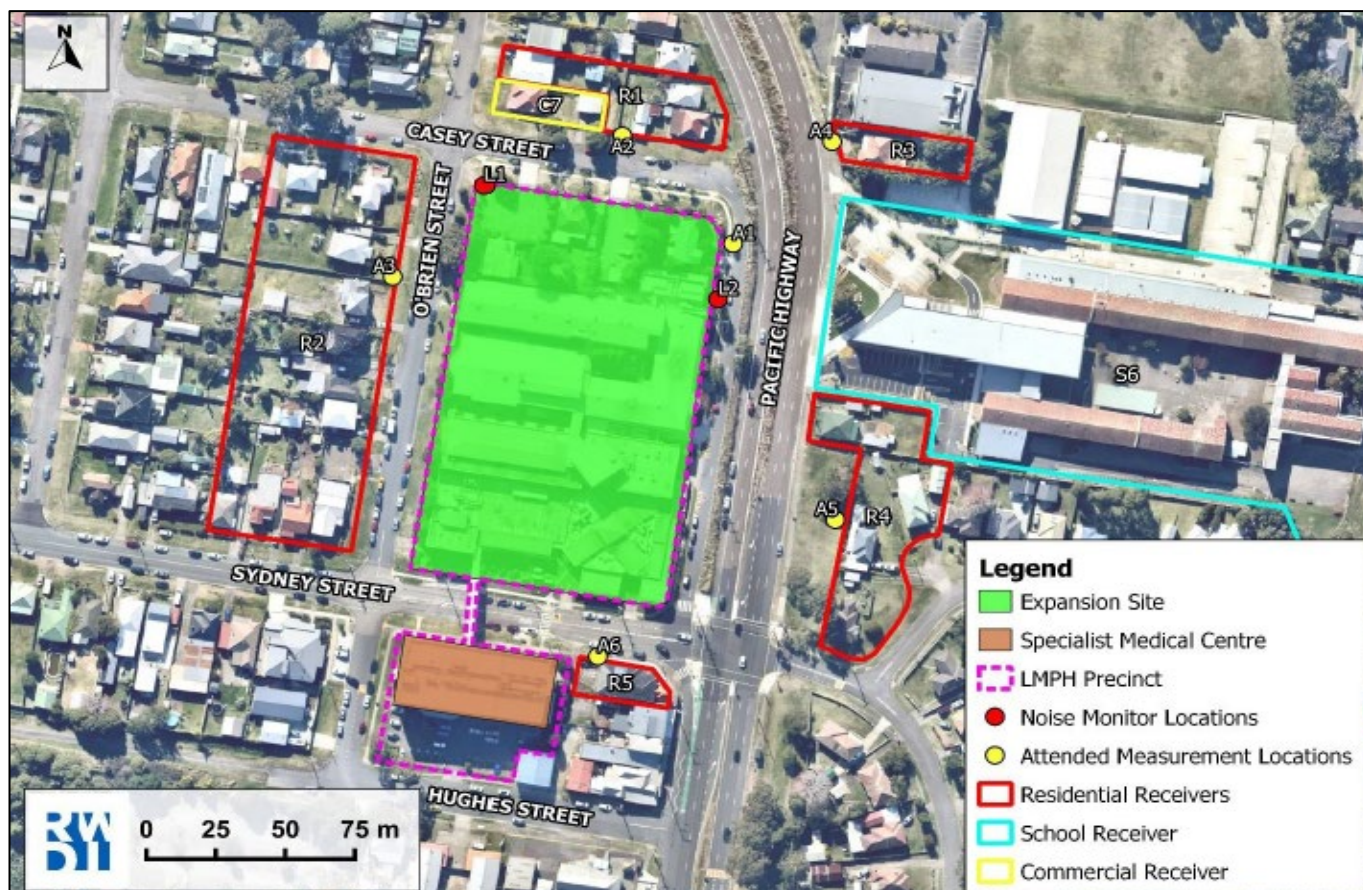 N
C7
R1
CASEY STREET
A2
A4
R3
L1
O'BRIEN STREET
A3
A1
L2
PACIFIC HIGHWAY
R2
S6
A5
R4
SYDNEY STREET
A6
R5
HUGHES STREET
RWDI
0 25 50 75 m
Legend
Expansion Site
Specialist Medical Centre
LMPH Precinct
Noise Monitor Locations
Attended Measurement Locations
Residential Receivers
School Receiver
Commercial Receiver